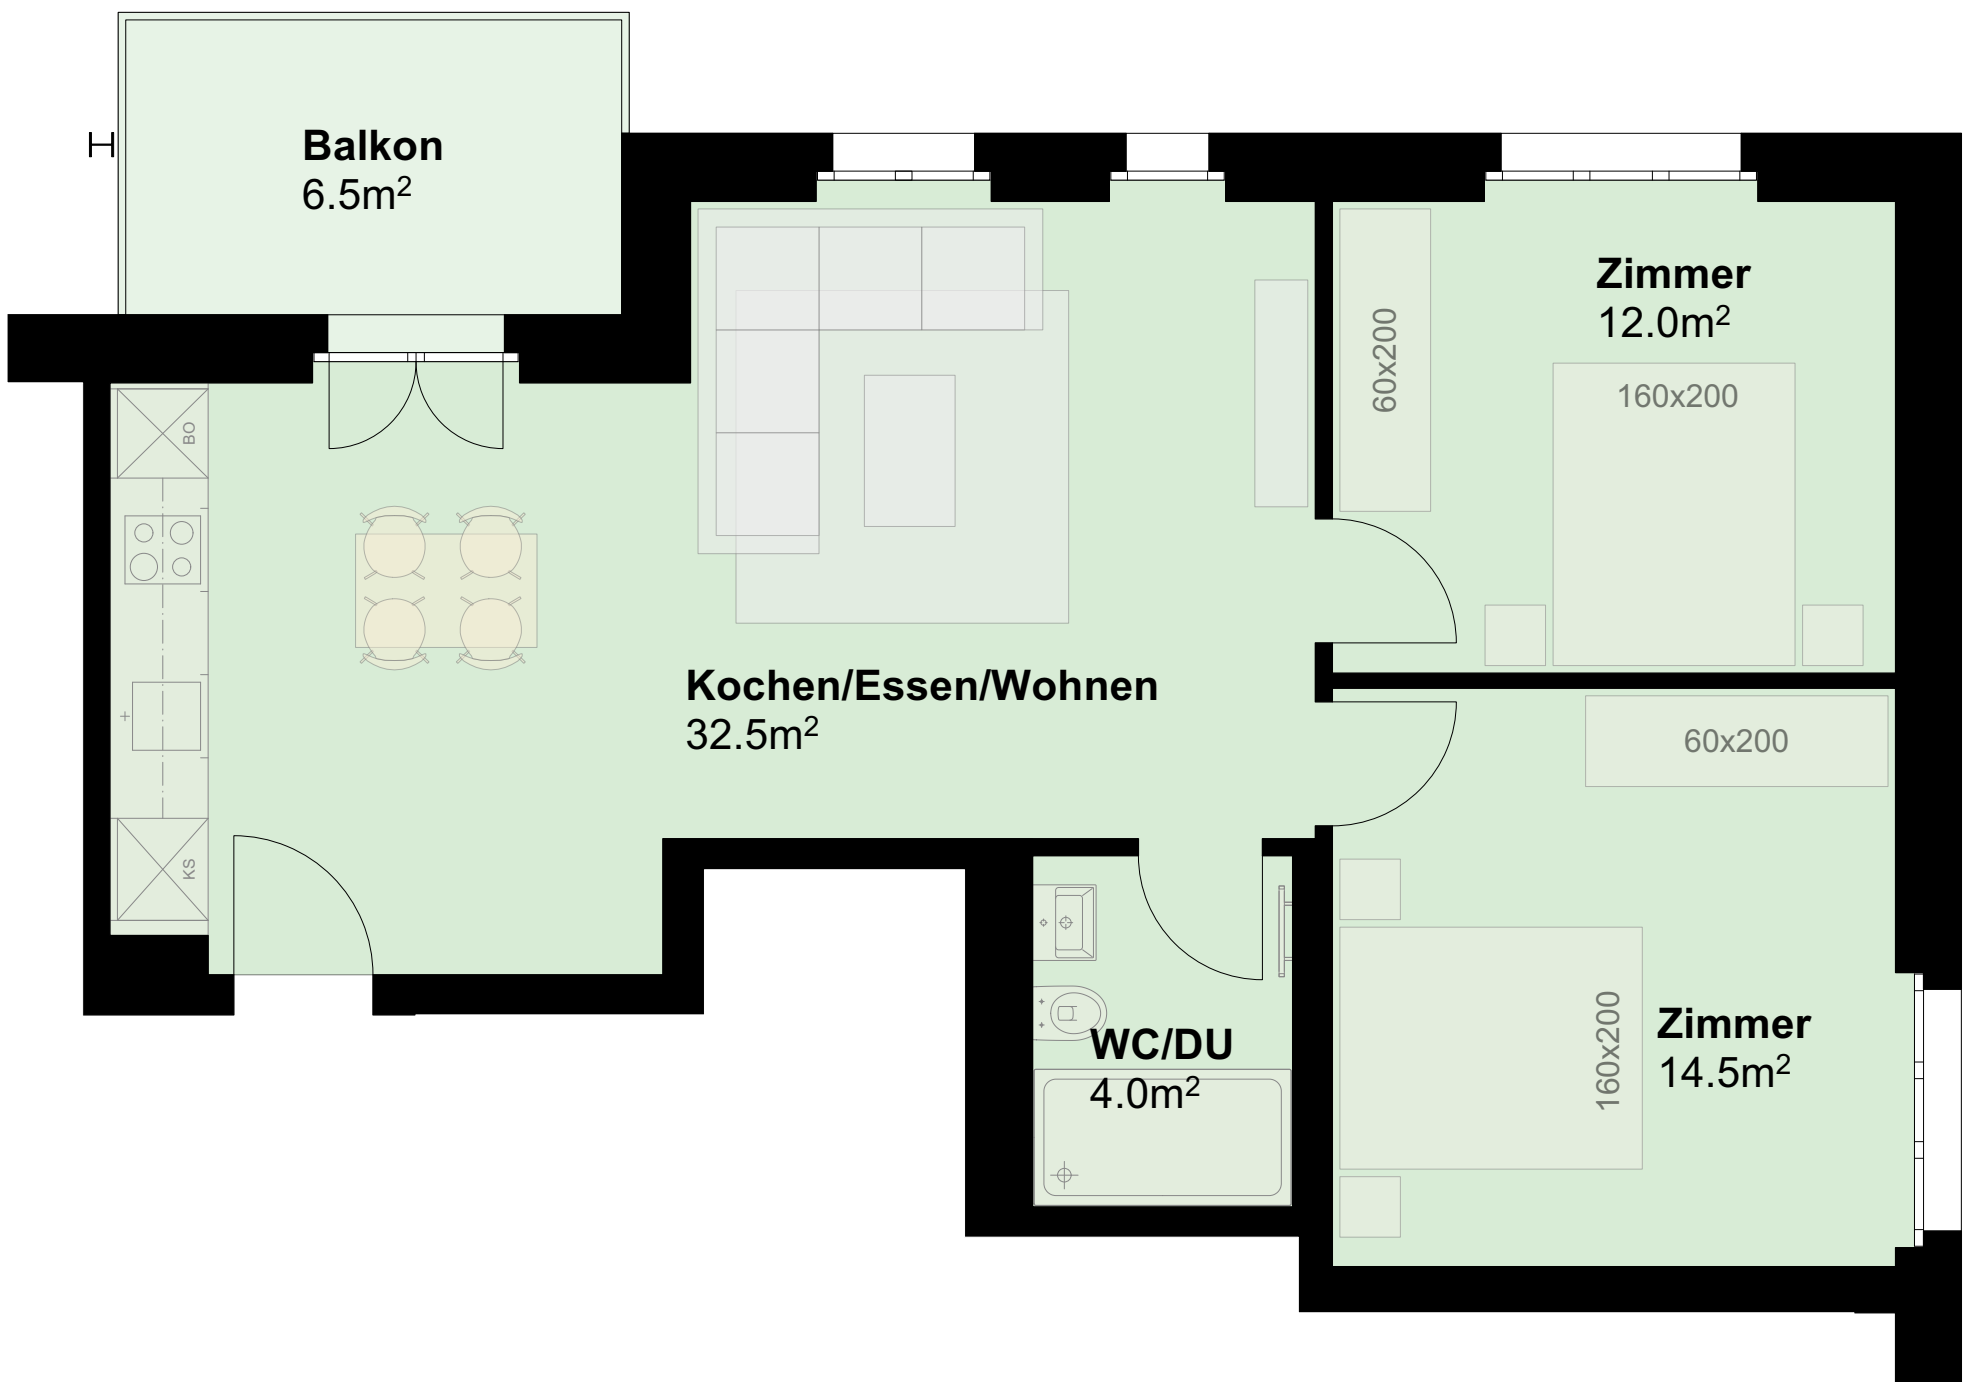 Balkon
6.5m²
Zimmer
12.0m²
60x200
160x200
BO
Kochen/Essen/Wohnen
32.5m²
60x200
KS
WC/DU
4.0m²
160x200
Zimmer
14.5m²